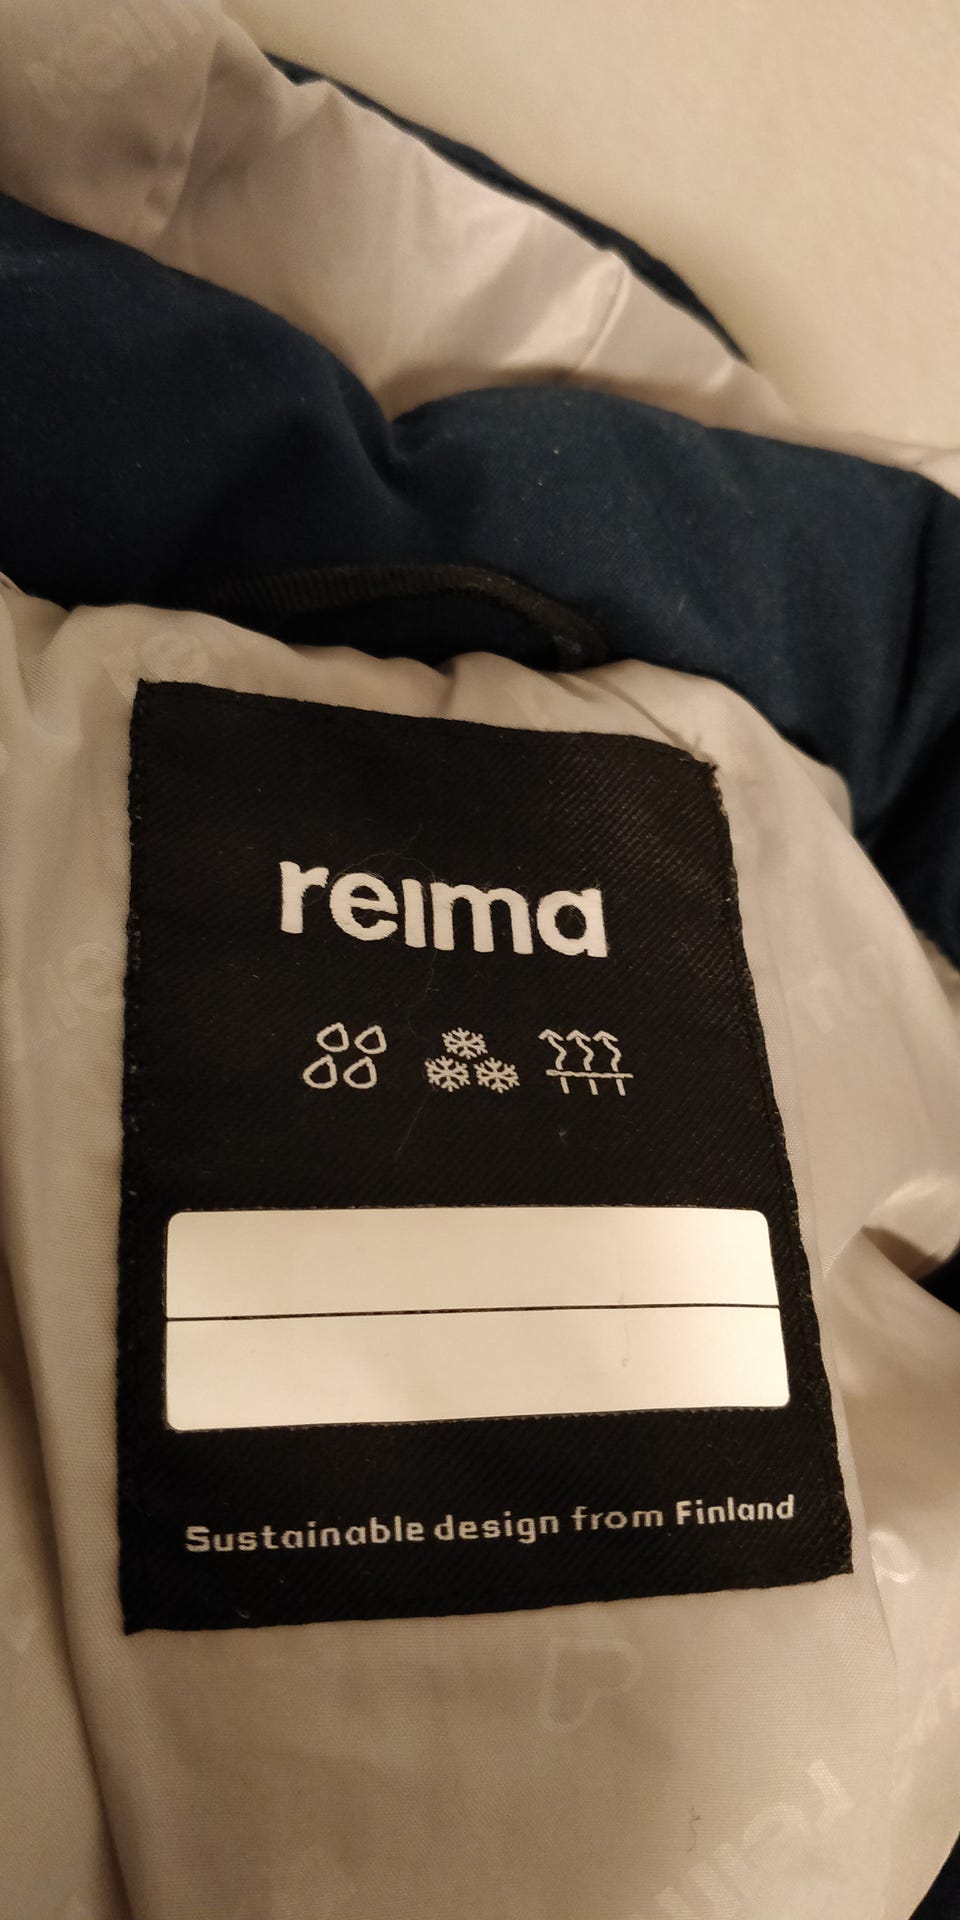 reima
Sustainable design from Finland